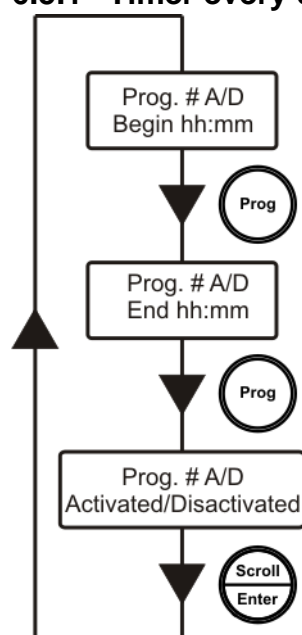 Prog. # A/D
Begin hh:mm
Prog
Prog. # A/D
End hh:mm
Prog
Prog. # A/D
Activated/Disactivated
Scroll
Enter